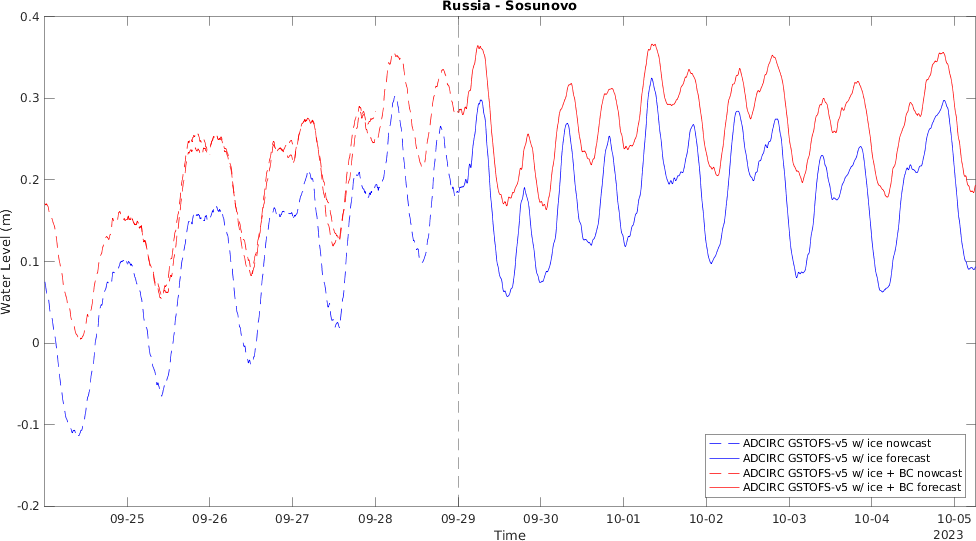 Russia - Sosunovo
0.4
0.3
0.2
0.1
0
-0.1
-0.2
Water Level (m)
ADCIRC GSTOFS-v5 w/ ice nowcast
ADCIRC GSTOFS-v5 w/ ice forecast
ADCIRC GSTOFS-v5 w/ ice + BC nowcast
ADCIRC GSTOFS-v5 w/ ice + BC forecast
09-25 09-26 09-27 09-28 09-29 09-30 10-01 10-02 10-03 10-04 10-05
Time
2023